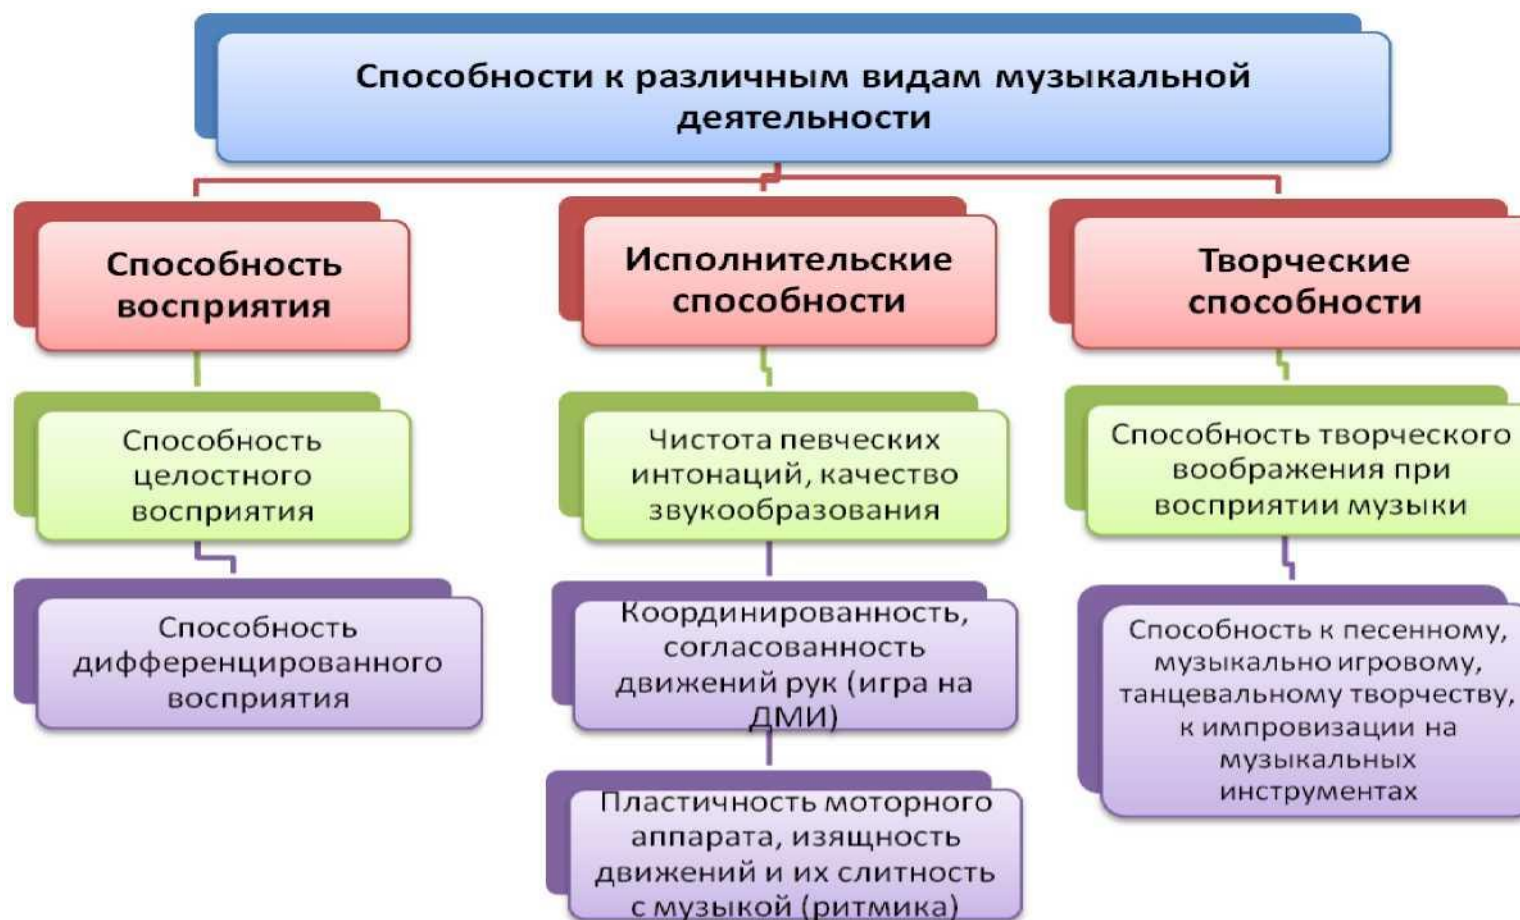 Способности к различным видам музыкальной
деятельности
Способность
восприятия
Исполнительские
способности
Творческие
способности
Способность
целостного
восприятия
Чистота певческих
интонаций, качество
звукообразования
Способность творческого
воображения при
восприятии музыки
Способность
дифференцированного
восприятия
Координированность,
согласованность
движений рук (игра на
ДМИ)
Способность к песенному,
музыкально игровому,
танцевальному творчеству,
к импровизации на
музыкальных
инструментах
Пластичность моторного
аппарата, изящность
движений и их слитность
с музыкой (ритмика)